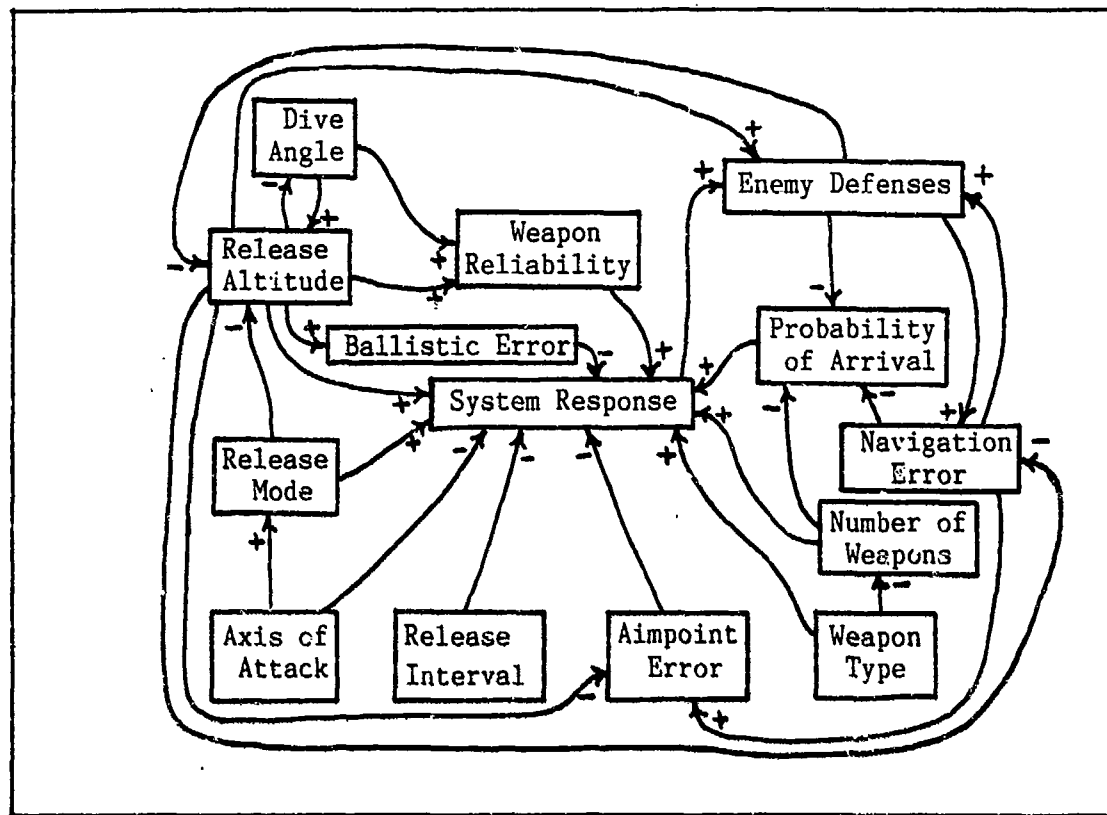 Dive
Angle
Enemy Defenses
Weapon
Reliability
Release
Altitude
Ballistic Error
Probability
of Arrival
System Response
Release
Mode
Navigation
Error
Number of
Weapons
Axis of
Attack
Release
Interval
Aimpoint
Error
Weapon
Type